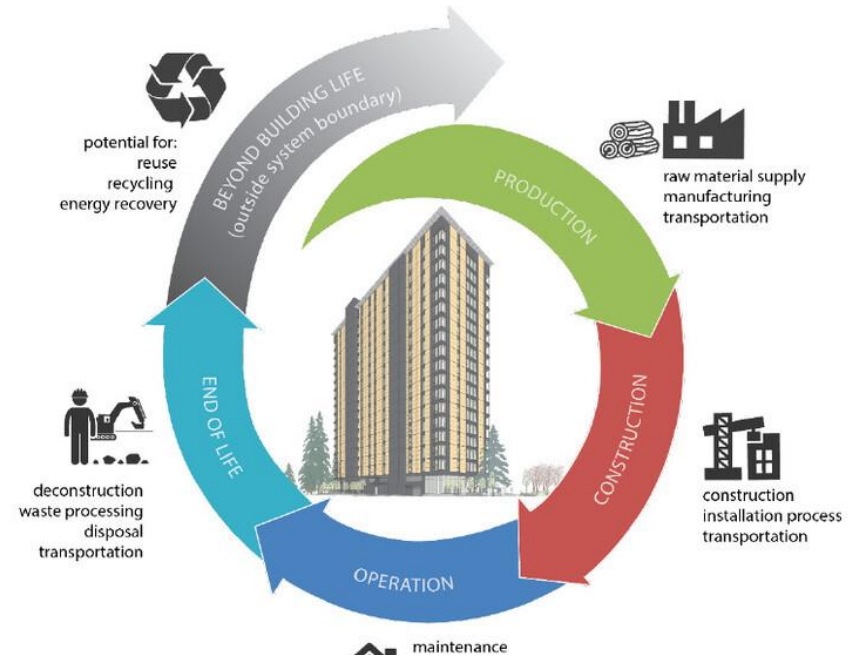 BEYOND BUILDING LIFE
(outside system boundary)
potential for:
reuse
recycling
energy recovery
PRODUCTION
raw material supply
manufacturing
transportation
CONSTRUCTION
construction
installation process
transportation
OPERATION
maintenance
END OF LIFE
deconstruction
waste processing
disposal
transportation